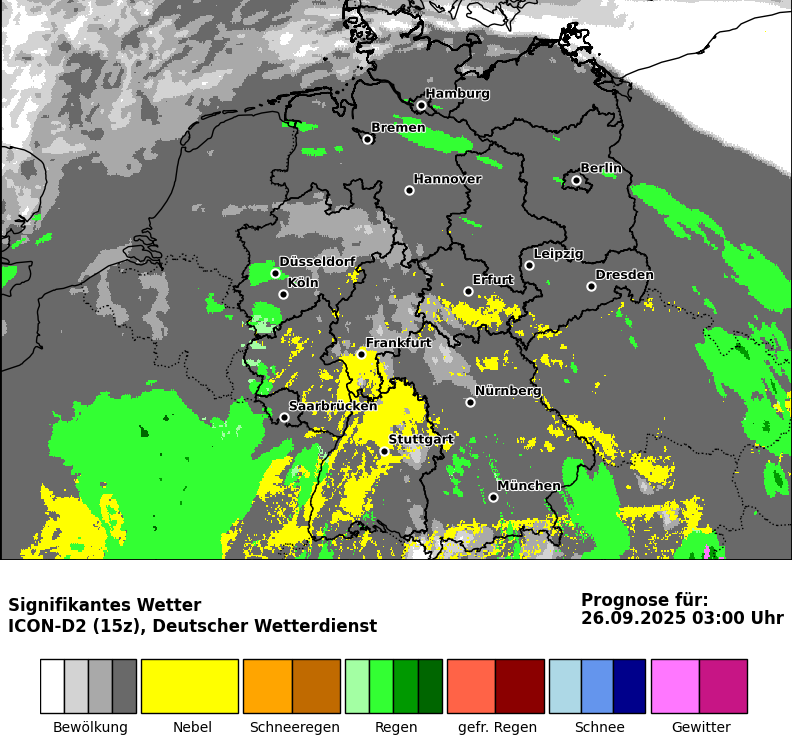 Hamburg
Bremen
Berlin
Hannover
Düsseldorf
Leipzig
Köln
Erfurt
Dresden
Frankfurt
Nürnberg
Saarbrücken
Stuttgart
München
Signifikantes Wetter
ICON-D2 (15z), Deutscher Wetterdienst
Prognose für:
26.09.2025 03:00 Uhr
Bewölkung
Nebel
Schneeregen
Regen
gefr. Regen
Schnee
Gewitter